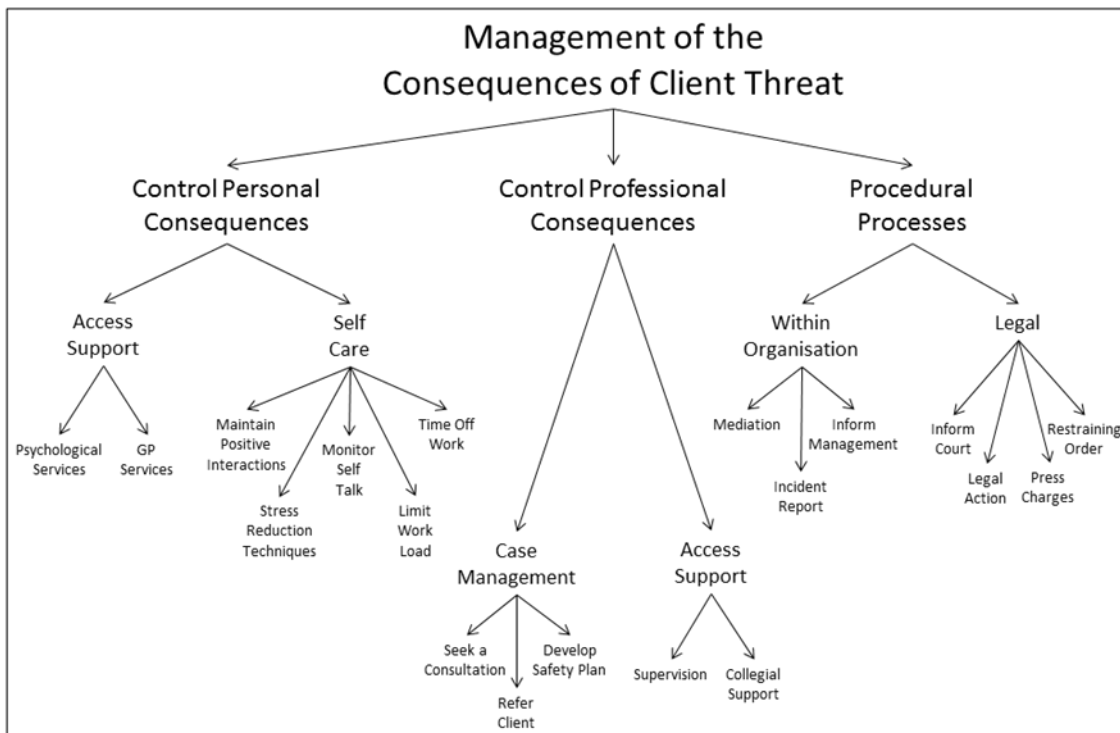 Management of the
Consequences of Client Threat
Control Personal
Consequences
Control Professional
Consequences
Procedural
Processes
Access
Support
Self
Care
Within
Organisation
Legal
Psychological
Services
GP
Services
Maintain
Positive
Interactions
Stress
Reduction
Techniques
Monitor
Self
Talk
Limit
Work
Load
Time Off
Work
Mediation
Incident
Report
Inform
Management
Inform
Court
Legal
Action
Press
Charges
Restraining
Order
Case
Management
Access
Support
Seek a
Consultation
Refer
Client
Develop
Safety Plan
Supervision
Collegial
Support